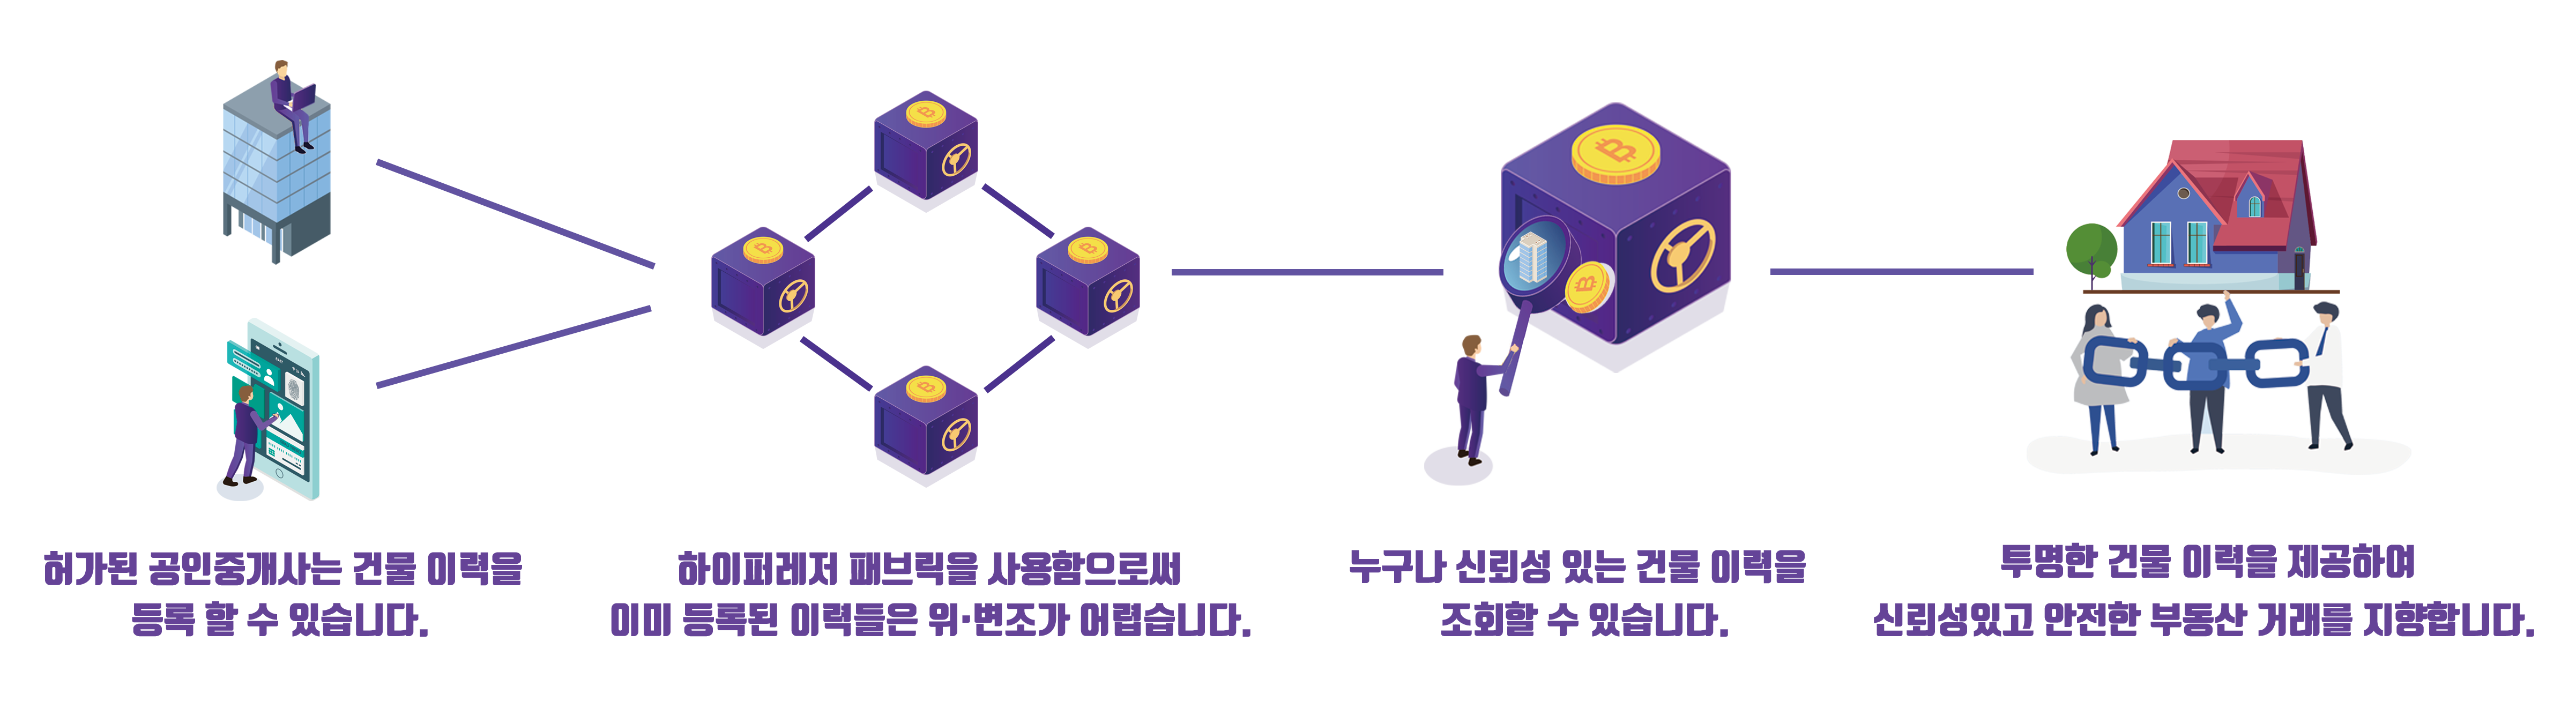 허가된 공인중개사는 건물 이력을
등록 할 수 있습니다.
하이퍼레저 패브릭을 사용함으로써
이미 등록된 이력들은 위·변조가 어렵습니다.
누구나 신뢰성 있는 건물 이력을
조회할 수 있습니다.
투명한 건물 이력을 제공하여
신뢰성있고 안전한 부동산 거래를 지향합니다.